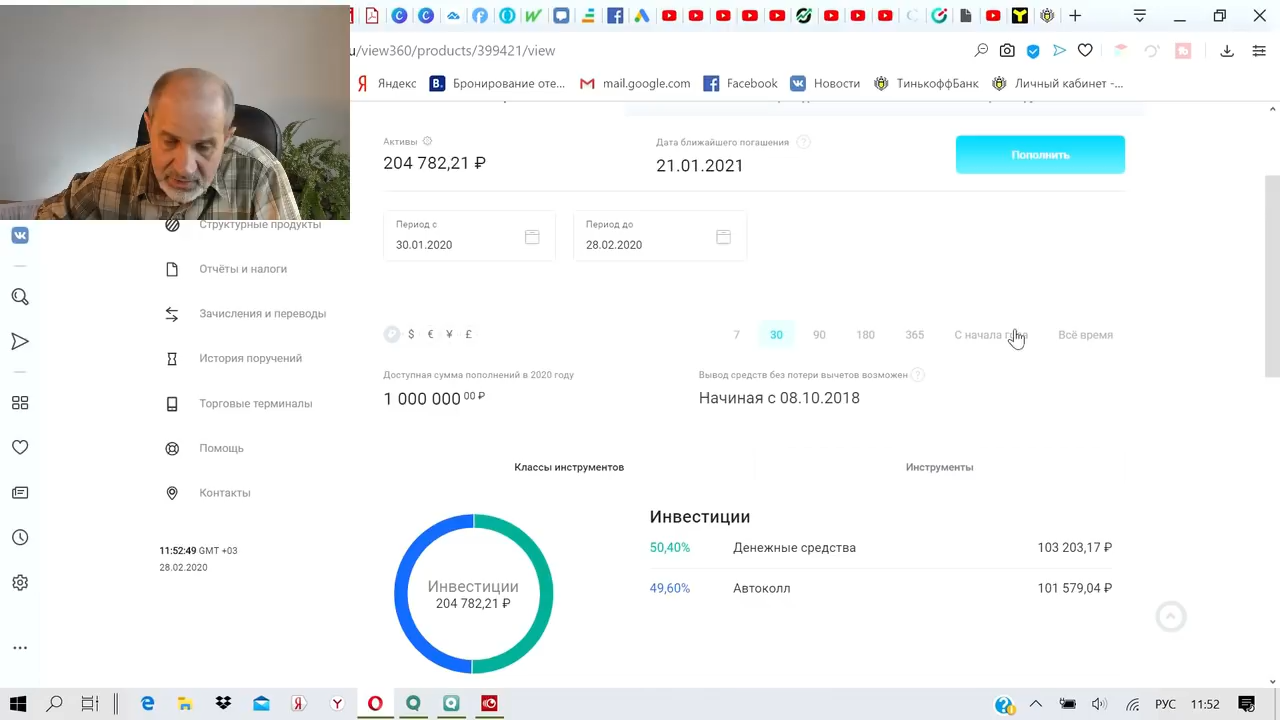 u/view360/products/399421/view
Яндекс
Бронирование оте...
mail.google.com
Facebook
Новости
ТинькоффБанк
Личный кабинет -...
Активы
204 782,21 ₽
Дата ближайшего погашения
21.01.2021
Пополнить
Период с
30.01.2020
Период до
28.02.2020
Структурные продукты
Отчёты и налоги
Зачисления и переводы
История поручений
Торговые терминалы
Помощь
Контакты
11:52:49 GMT +03
28.02.2020
₽ $ € ¥ £
7 30 90 180 365 С начала Всё время
Доступная сумма пополнений в 2020 году
1 000 000 00 ₽
Вывод средств без потери вычетов возможен
Начиная с 08.10.2018
Классы инструментов
Инструменты
Инвестиции
204 782,21 ₽
Инвестиции
50,40% Денежные средства 103 203,17 ₽
49,60% Автоколл 101 579,04 ₽
РУС 11:52